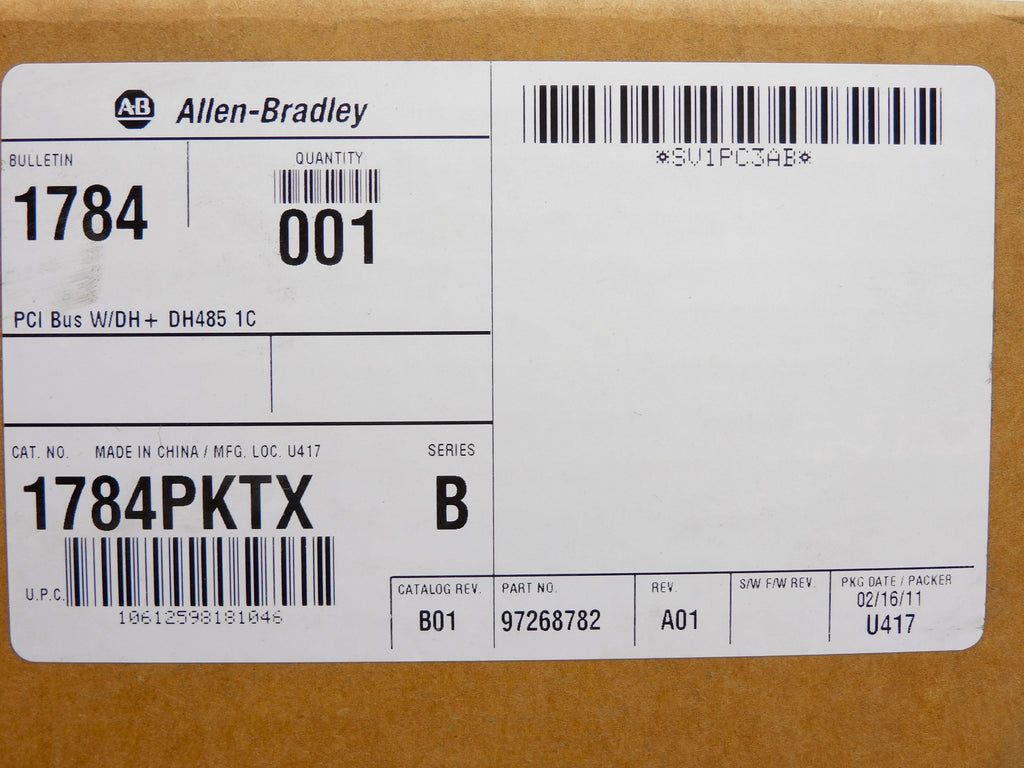 AB Allen-Bradley
BULLETIN
1784
QUANTITY
001
PCI Bus W/DH+ DH485 1C
CAT. NO. MADE IN CHINA / MFG. LOC. U417
1784PKTX
SERIES
B
U.P.C.
10612598181046
*SV1PC3AB*
CATALOG REV.
B01
PART NO.
97268782
REV.
A01
S/W F/W REV.
PKG DATE / PACKER
02/16/11
U417